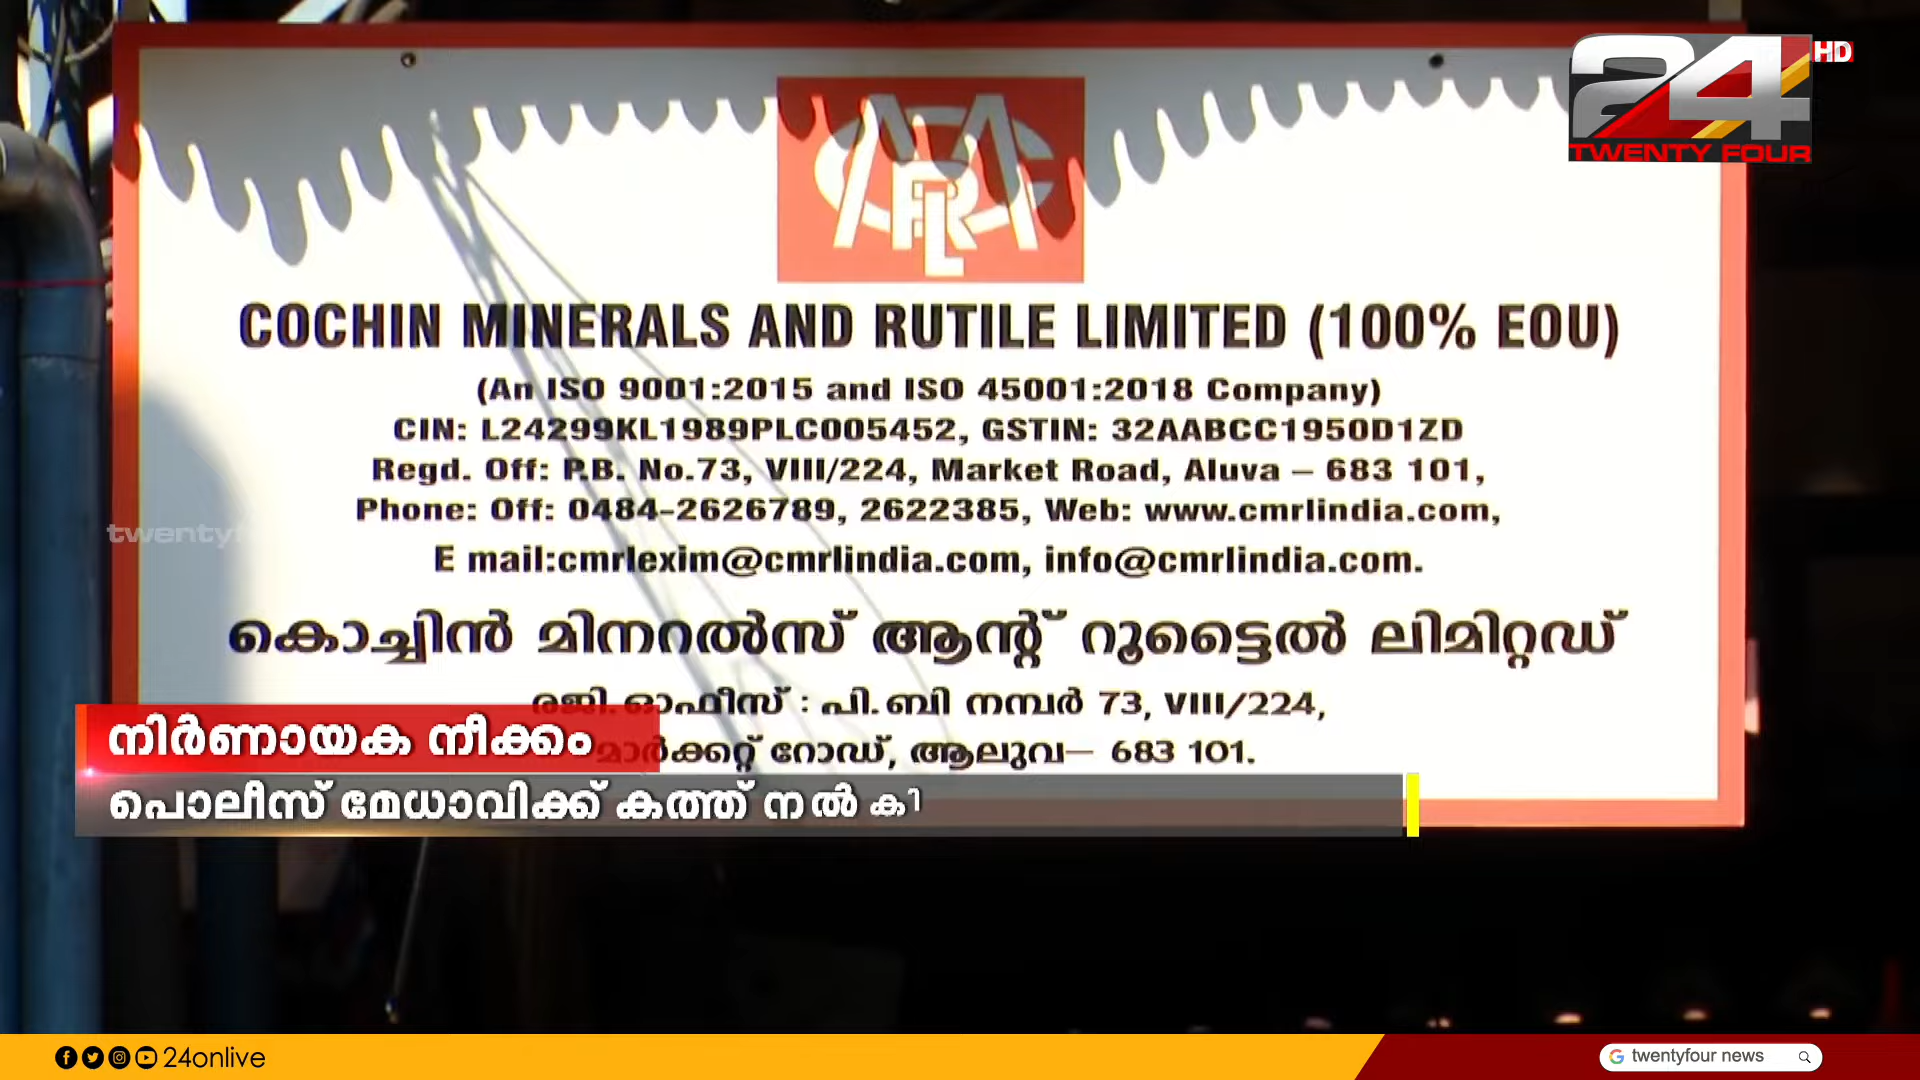 24 HD
TWENTY FOUR
CMRL
COCHIN MINERALS AND RUTILE LIMITED (100% EOU)
(An ISO 9001:2015 and ISO 45001:2018 Company)
CIN: L24299KL1989PLC005452, GSTIN: 32AABCC1950D1ZD
Regd. Off: P.B. No.73, VIII/224, Market Road, Aluva – 683 101,
Phone: Off: 0484-2626789, 2622385, Web: www.cmrlindia.com,
twentyf
E mail:cmrlexim@cmrlindia.com, info@cmrlindia.com.
കൊച്ചിൻ മിനറൽസ് ആന്റ് റൂട്ടൈൽ ലിമിറ്റഡ്
രജി.ഓഫീസ് : പി.ബി നമ്പർ 73, VIII/224,
മാർക്കറ്റ് റോഡ്, ആലുവ– 683 101.
നിർണായക നീക്കം
പൊലീസ് മേധാവിക്ക് കത്ത് നൽകി
24onlive
twentyfour news